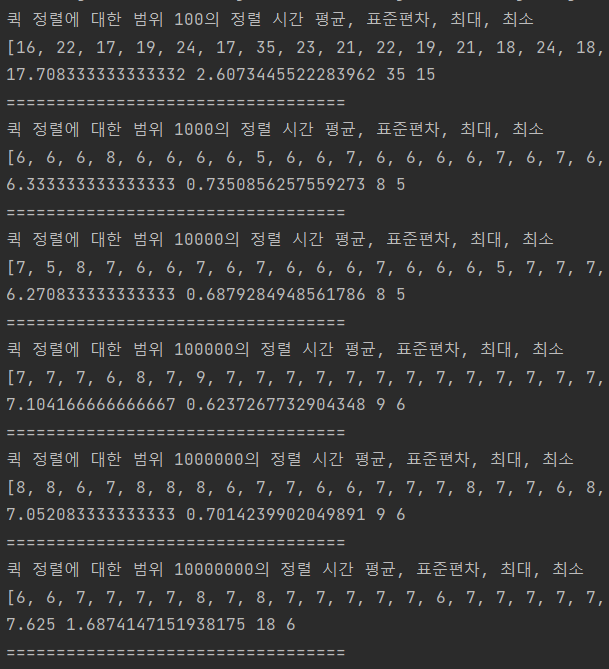 퀵 정렬에 대한 범위 100의 정렬 시간 평균, 표준편차, 최대, 최소
[16, 22, 17, 19, 24, 17, 35, 23, 21, 22, 19, 21, 18, 24, 18,
17.708333333333332 2.6073445522283962 35 15
==================================
퀵 정렬에 대한 범위 1000의 정렬 시간 평균, 표준편차, 최대, 최소
[6, 6, 6, 8, 6, 6, 6, 6, 5, 6, 6, 7, 6, 6, 6, 6, 7, 6, 7, 6,
6.333333333333333 0.7350856257559273 8 5
==================================
퀵 정렬에 대한 범위 10000의 정렬 시간 평균, 표준편차, 최대, 최소
[7, 5, 8, 7, 6, 6, 7, 6, 7, 6, 6, 6, 7, 6, 6, 6, 5, 7, 7, 7,
6.270833333333333 0.6879284948561786 8 5
==================================
퀵 정렬에 대한 범위 100000의 정렬 시간 평균, 표준편차, 최대, 최소
[7, 7, 7, 6, 8, 7, 9, 7, 7, 7, 7, 7, 7, 7, 7, 7, 7, 7, 7, 7,
7.104166666666667 0.6237267732904348 9 6
==================================
퀵 정렬에 대한 범위 1000000의 정렬 시간 평균, 표준편차, 최대, 최소
[8, 8, 6, 7, 8, 8, 8, 6, 7, 7, 6, 6, 7, 7, 7, 8, 7, 7, 6, 8,
7.052083333333333 0.7014239902049891 9 6
==================================
퀵 정렬에 대한 범위 10000000의 정렬 시간 평균, 표준편차, 최대, 최소
[6, 6, 7, 7, 7, 7, 8, 7, 8, 7, 7, 7, 7, 7, 6, 7, 7, 7, 7, 7,
7.625 1.6874147151938175 18 6
==================================